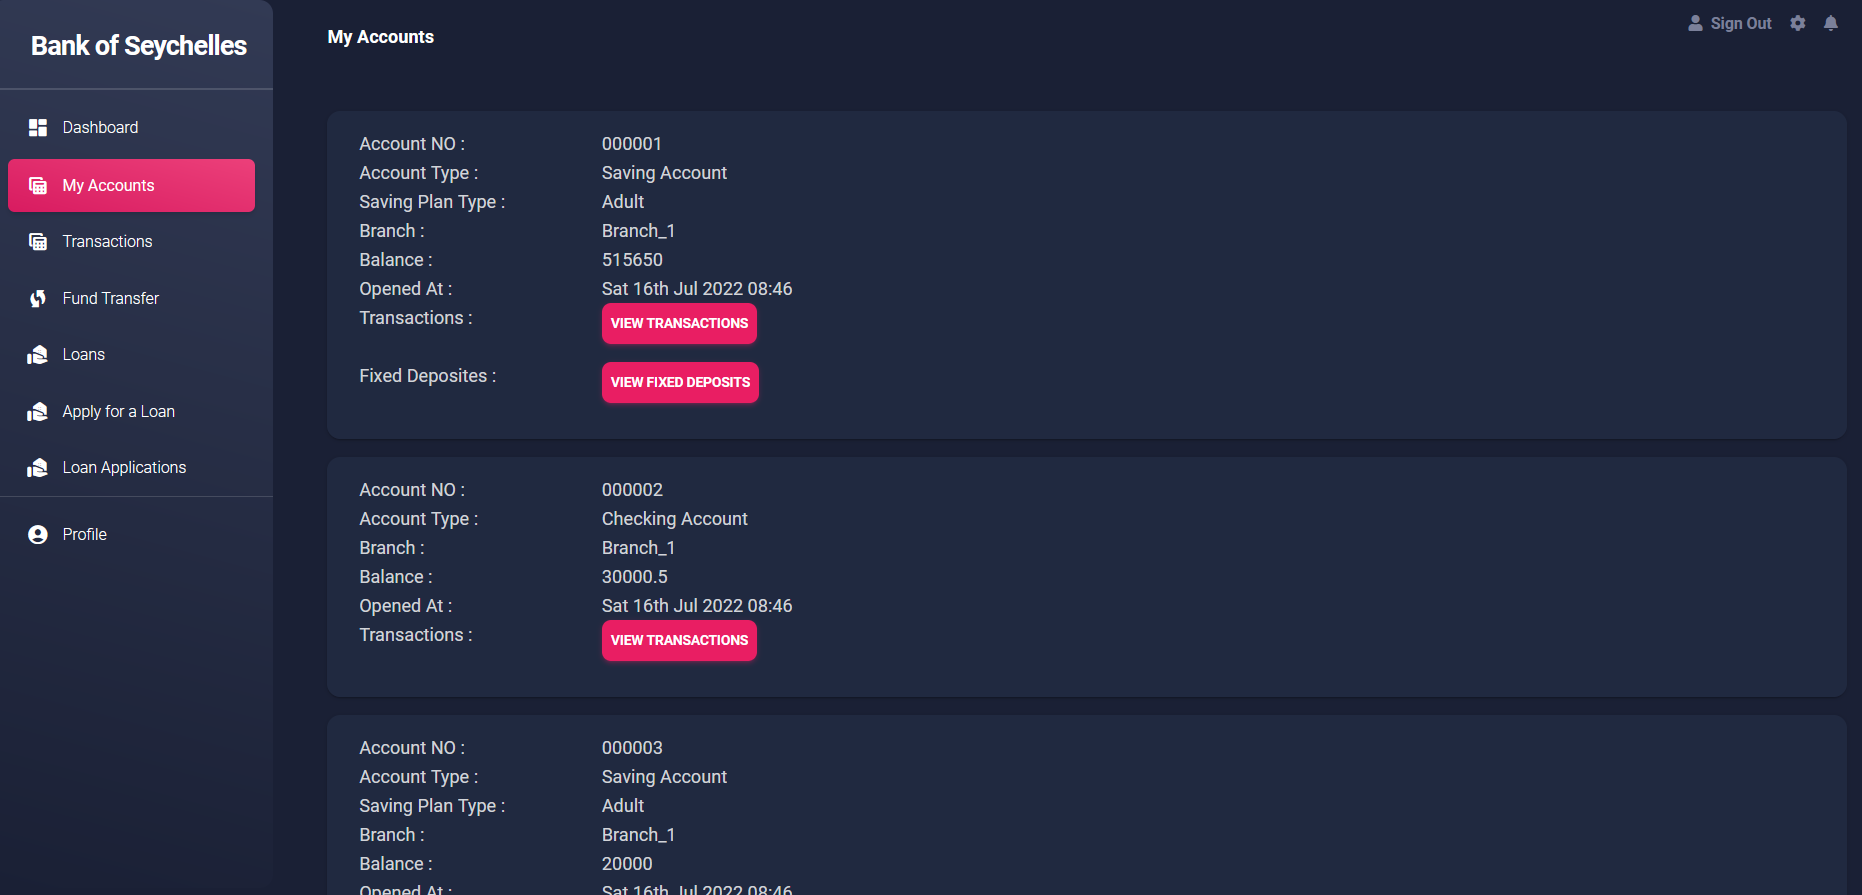 Bank of Seychelles
Dashboard
My Accounts
Transactions
Fund Transfer
Loans
Apply for a Loan
Loan Applications
Profile
My Accounts
Sign Out
Account NO : 000001
Account Type : Saving Account
Saving Plan Type : Adult
Branch : Branch_1
Balance : 515650
Opened At : Sat 16th Jul 2022 08:46
Transactions : VIEW TRANSACTIONS
Fixed Deposites : VIEW FIXED DEPOSITS
Account NO : 000002
Account Type : Checking Account
Branch : Branch_1
Balance : 30000.5
Opened At : Sat 16th Jul 2022 08:46
Transactions : VIEW TRANSACTIONS
Account NO : 000003
Account Type : Saving Account
Saving Plan Type : Adult
Branch : Branch_1
Balance : 20000
Opened At : Sat 16th Jul 2022 08:46